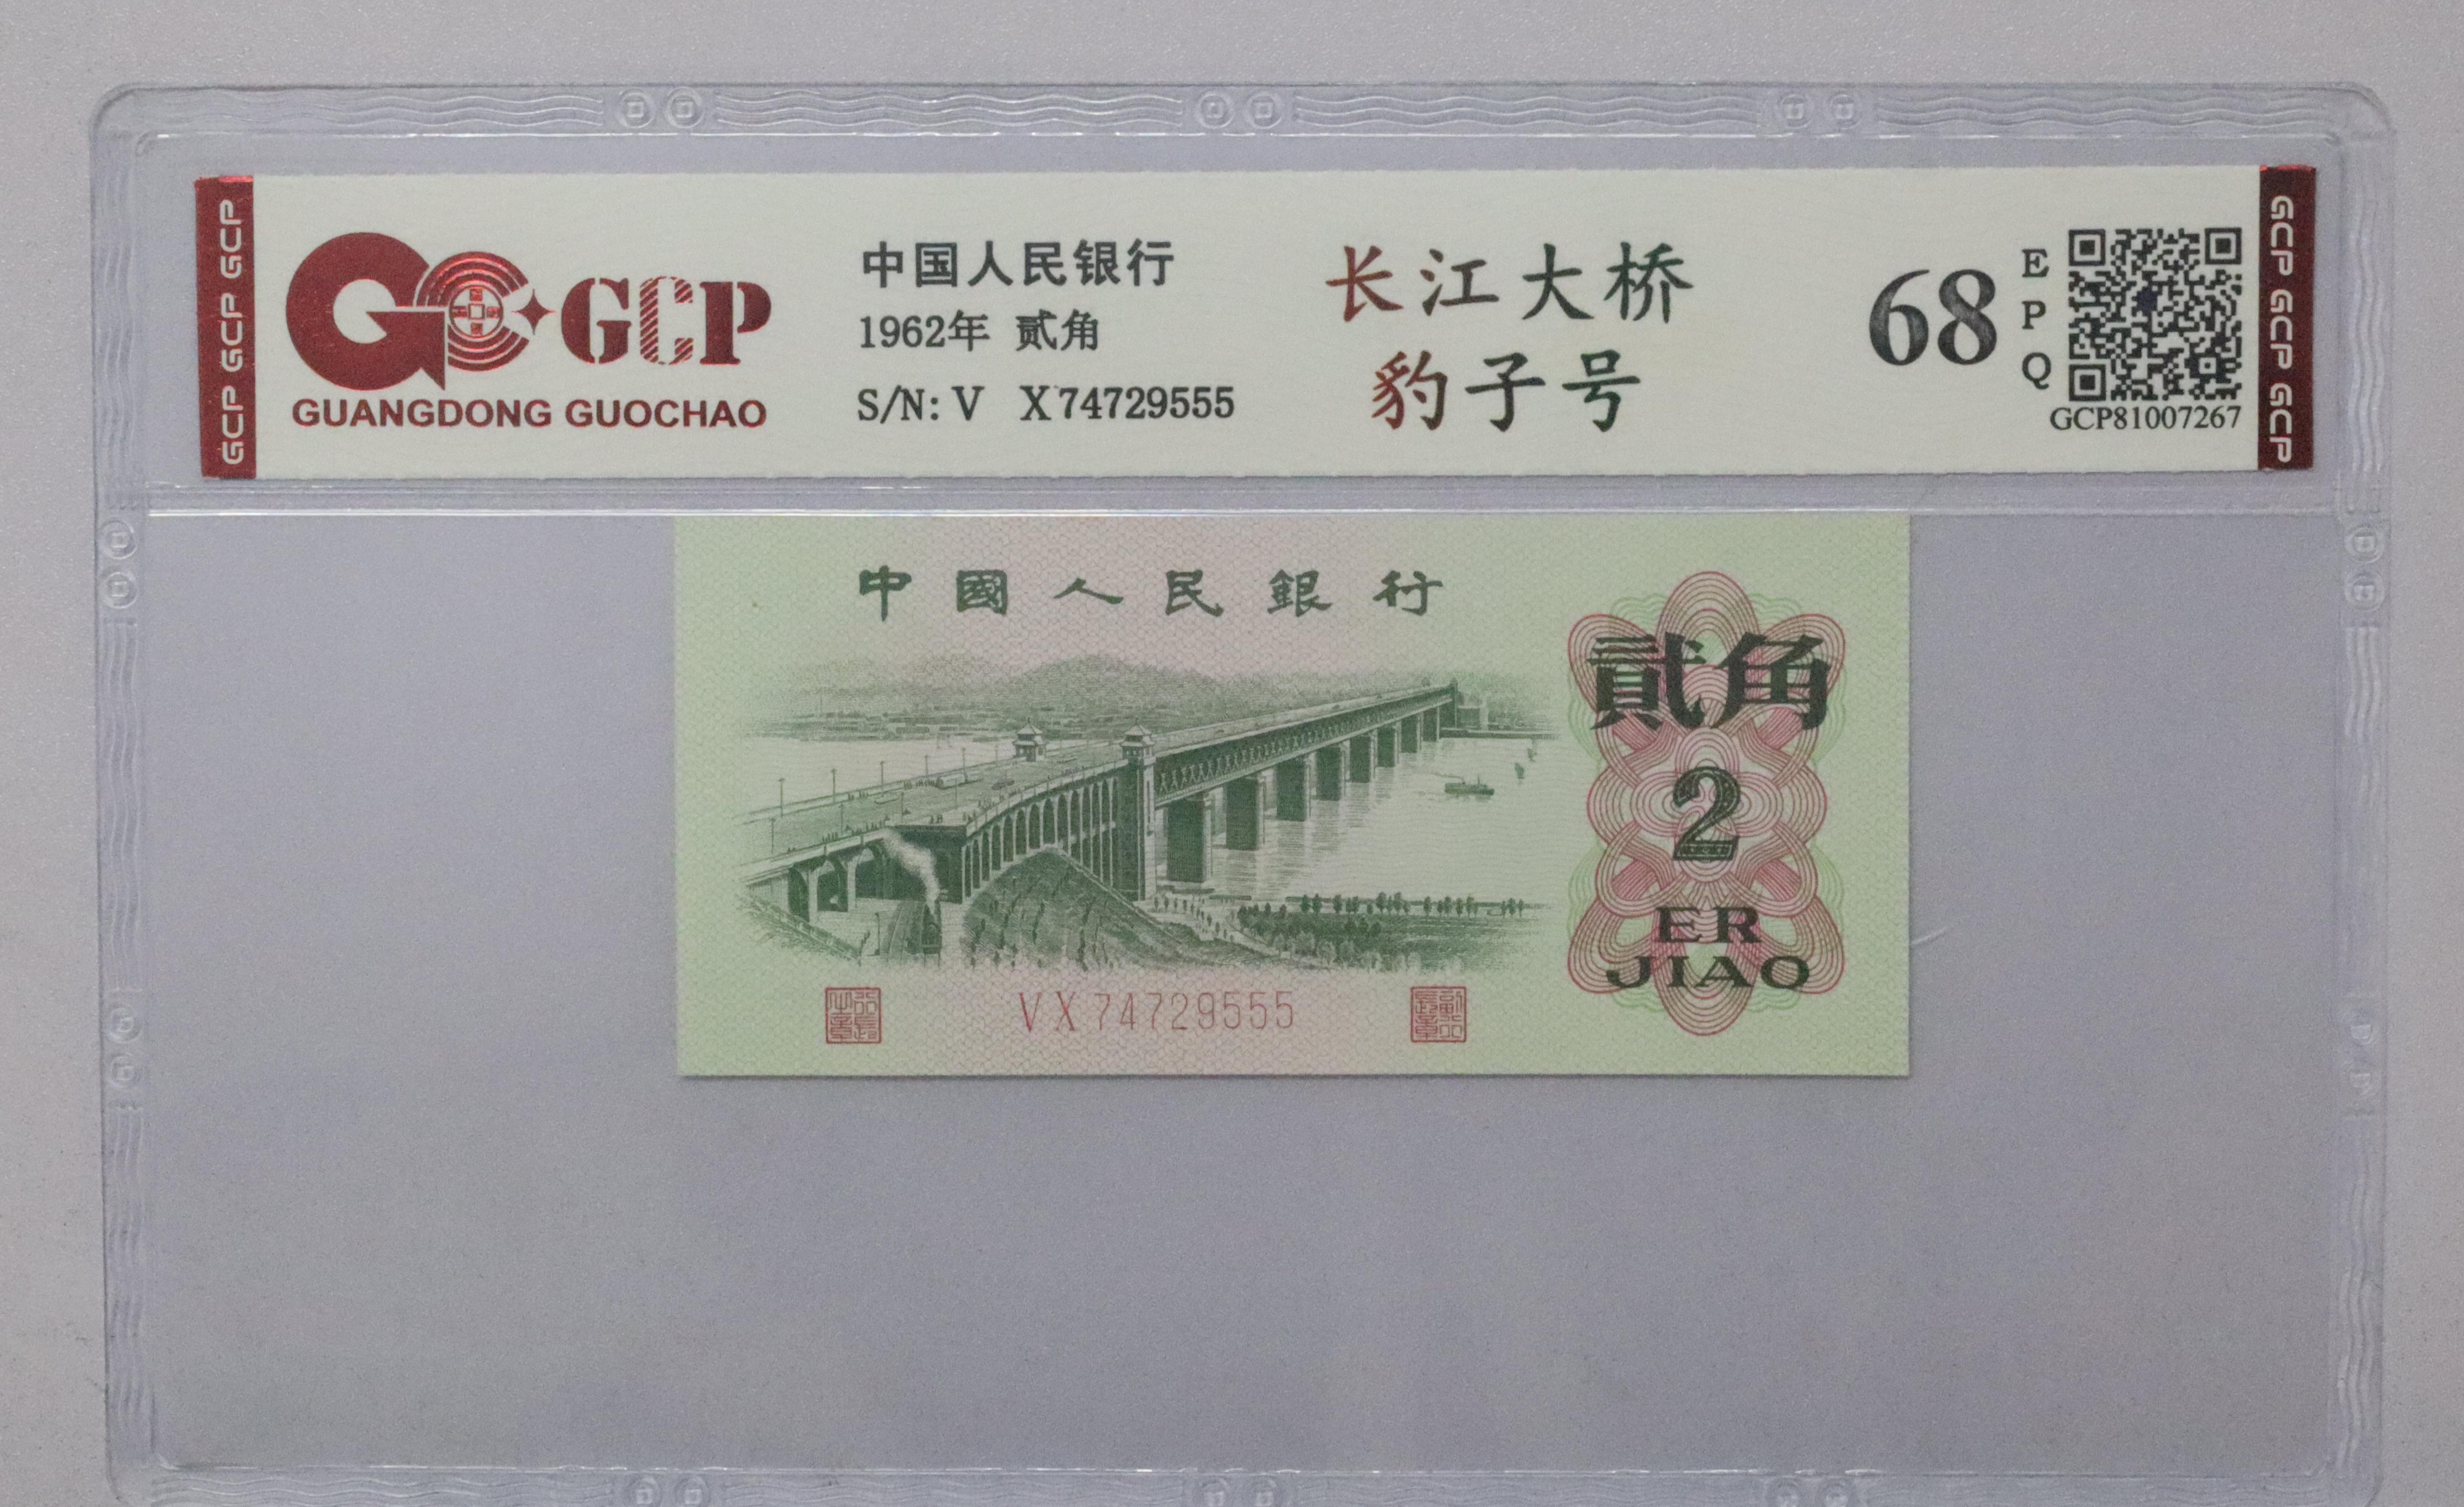 GCP GCP GCP
GCP
GUANGDONG GUOCHAO
中国人民银行
1962年 贰角
S/N: V X74729555
长江大桥
豹子号
68
E
P
Q
GCP81007267
GCP GCP GCP
中國人民銀行
貳角
2
ER
JIAO
VX74729555